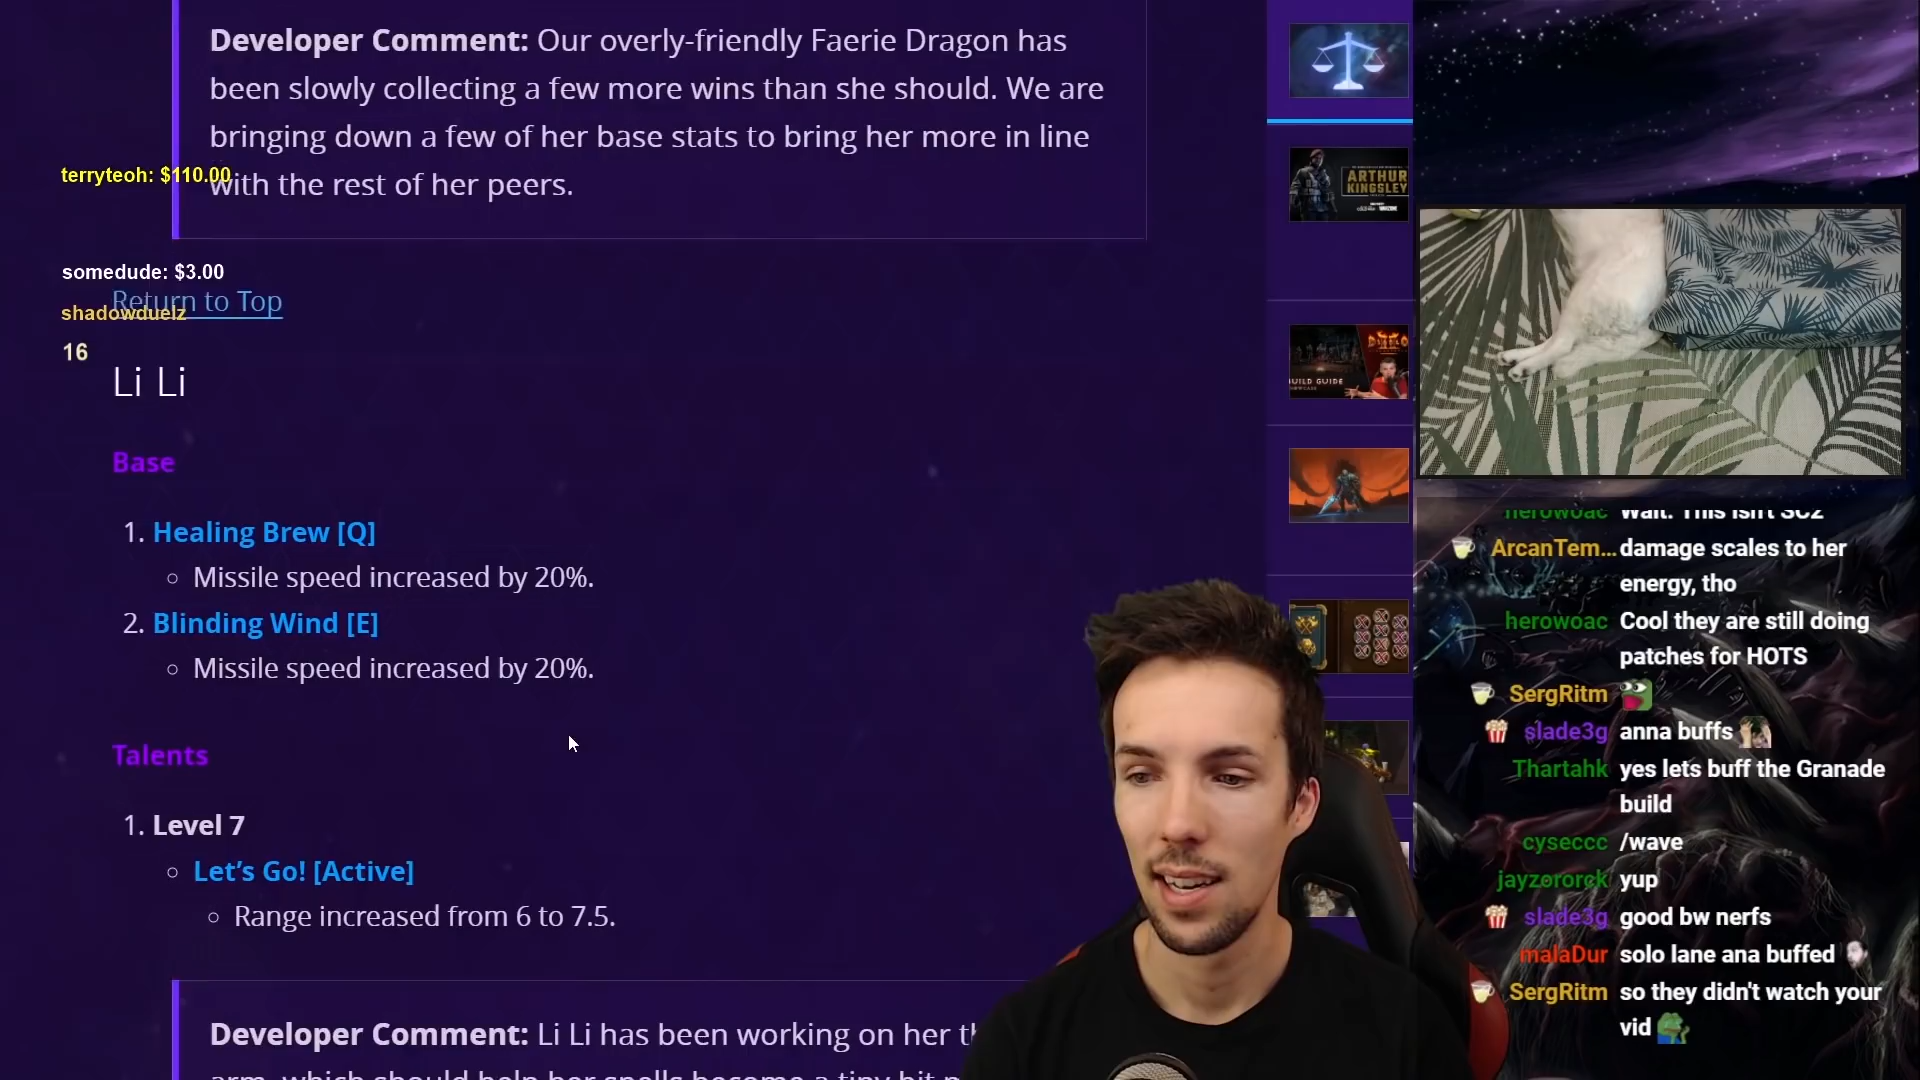 Developer Comment: Our overly-friendly Faerie Dragon has
been slowly collecting a few more wins than she should. We are
bringing down a few of her base stats to bring her more in line
with the rest of her peers.
terryteoh: $110.00
somedude: $3.00
Return to Top
shadowduelz
16
Li Li
Base
1. Healing Brew [Q]
Missile speed increased by 20%.
2. Blinding Wind [E]
Missile speed increased by 20%.
Talents
1. Level 7
Let’s Go! [Active]
Range increased from 6 to 7.5.
Developer Comment: Li Li has been working on her
ARTHUR
KINGSLEY
BUILD GUIDE
herowoac Wait. This isn't SC2
ArcanTem... damage scales to her
energy, tho
herowoac Cool they are still doing
patches for HOTS
SergRitm
slade3g anna buffs
Thartahk yes lets buff the Granade
build
cyseccc /wave
jayzororck yup
slade3g good bw nerfs
malaDur solo lane ana buffed
SergRitm so they didn't watch your
vid